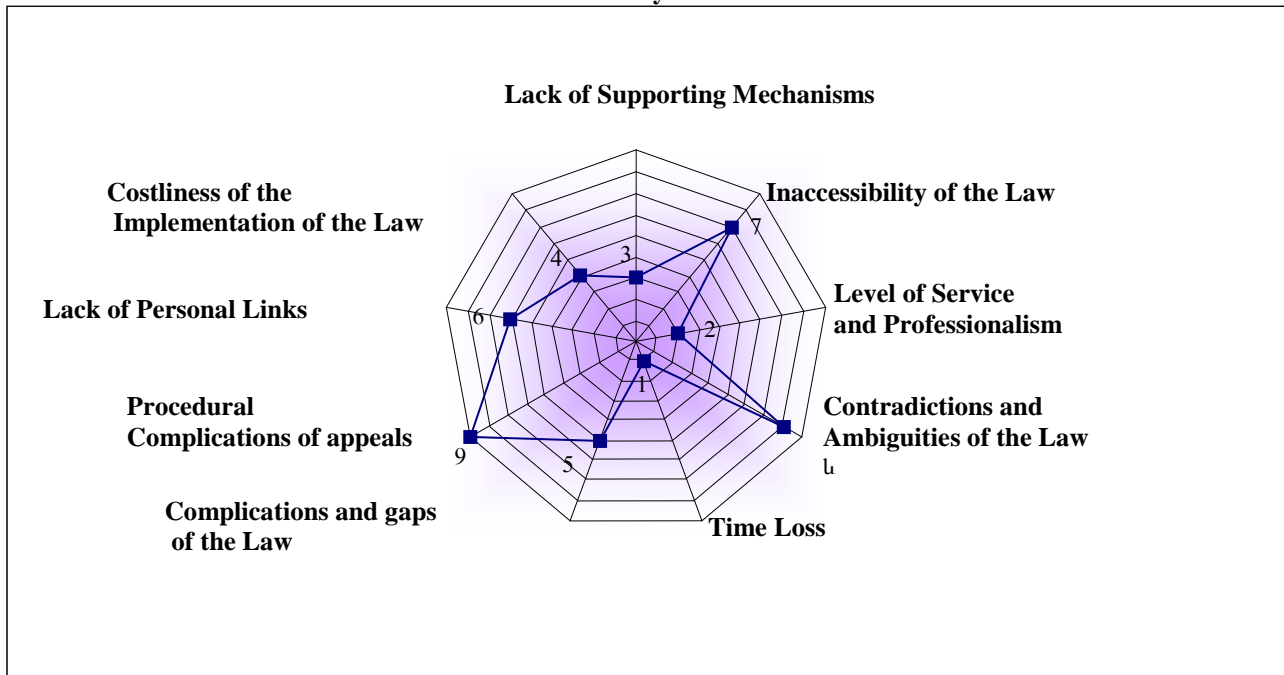 Lack of Supporting Mechanisms
Costliness of the
Implementation of the Law
Inaccessibility of the Law
7
3
4
Lack of Personal Links
6
Level of Service
and Professionalism
2
1
Procedural
Complications of appeals
Contradictions and
Ambiguities of the Law
և
9
5
Complications and gaps
of the Law
Time Loss